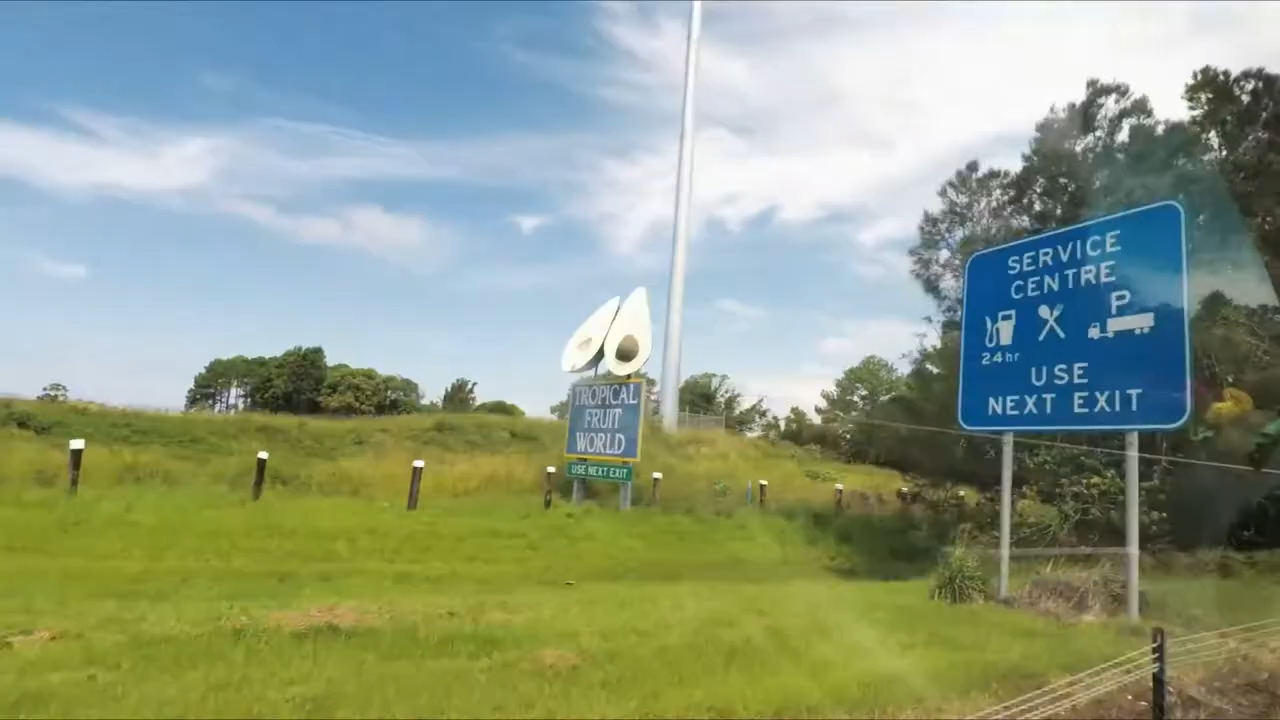 TROPICAL
FRUIT
WORLD
USE NEXT EXIT
SERVICE
CENTRE
P
24hr
USE
NEXT EXIT